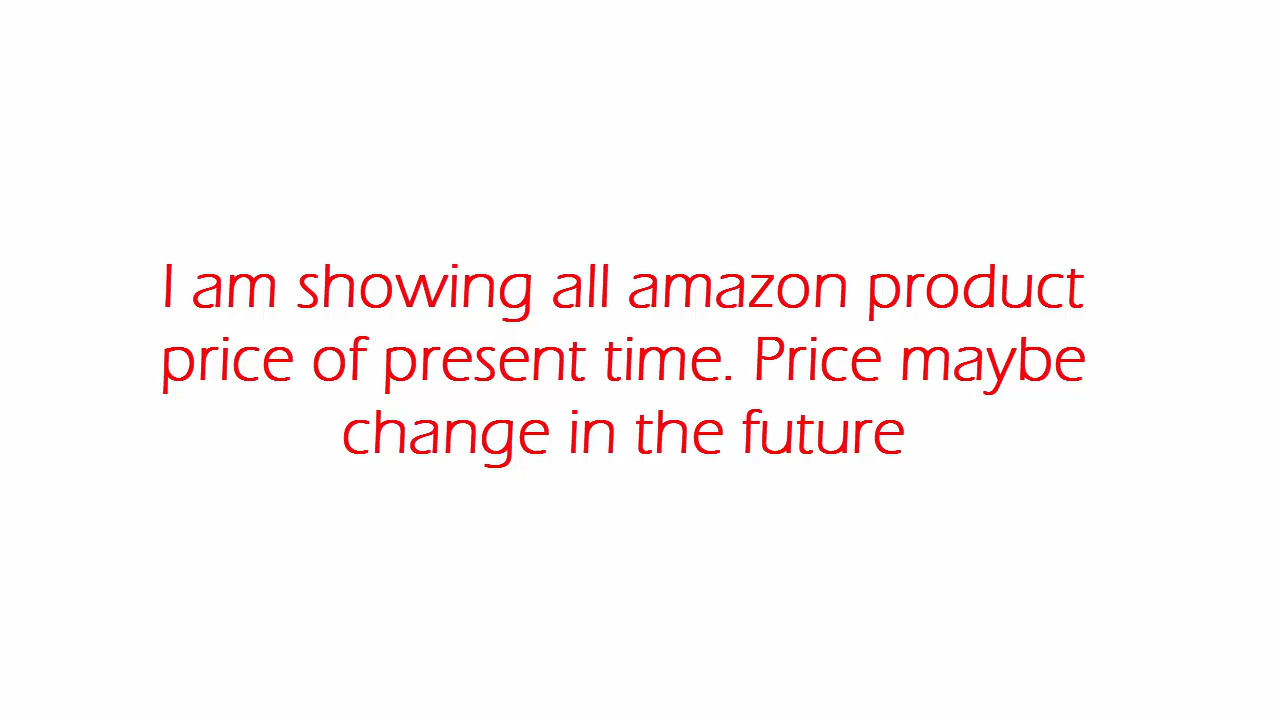 I am showing all amazon product
price of present time. Price maybe
change in the future